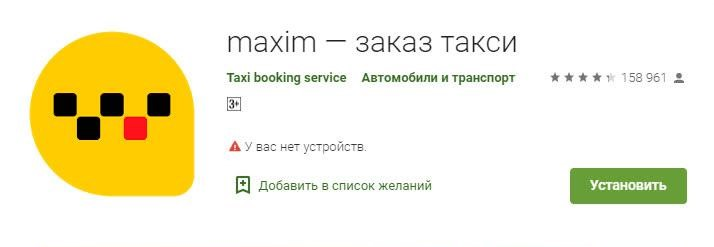 maxim — заказ такси
Taxi booking service Автомобили и транспорт 158 961
3+
У вас нет устройств.
Добавить в список желаний Установить